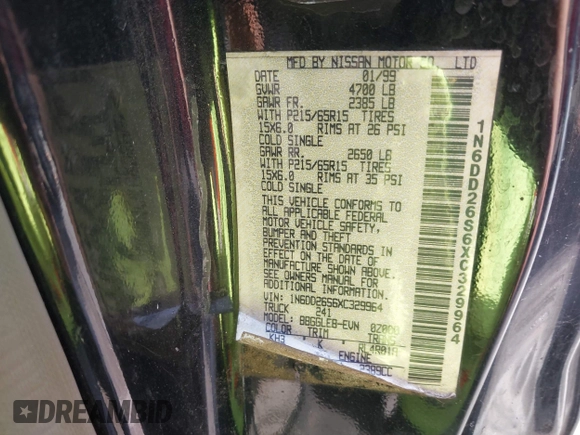 MFD BY NISSAN MOTOR CO., LTD
DATE 01/99
GVWR 4700 LB
GAWR FR. 2385 LB
WITH P215/65R15 TIRES
15X6.0 RIMS AT 26 PSI
COLD SINGLE
GAWR RR. 2650 LB
WITH P215/65R15 TIRES
15X6.0 RIMS AT 35 PSI
COLD SINGLE
THIS VEHICLE CONFORMS TO
ALL APPLICABLE FEDERAL
MOTOR VEHICLE SAFETY,
BUMPER AND THEFT
PREVENTION STANDARDS IN
EFFECT ON THE DATE OF
MANUFACTURE SHOWN ABOVE.
SEE OWNERS MANUAL FOR
ADDITIONAL INFORMATION.
VIN: 1N6DD26S6XC329964
TRUCK 241
MODEL: BBGGLEB-EVN
COLOR TRIM TRANS
KH3 K RL4R01A
ENGINE
2389CC
1N6DD26S6XC329964
DREAMBID